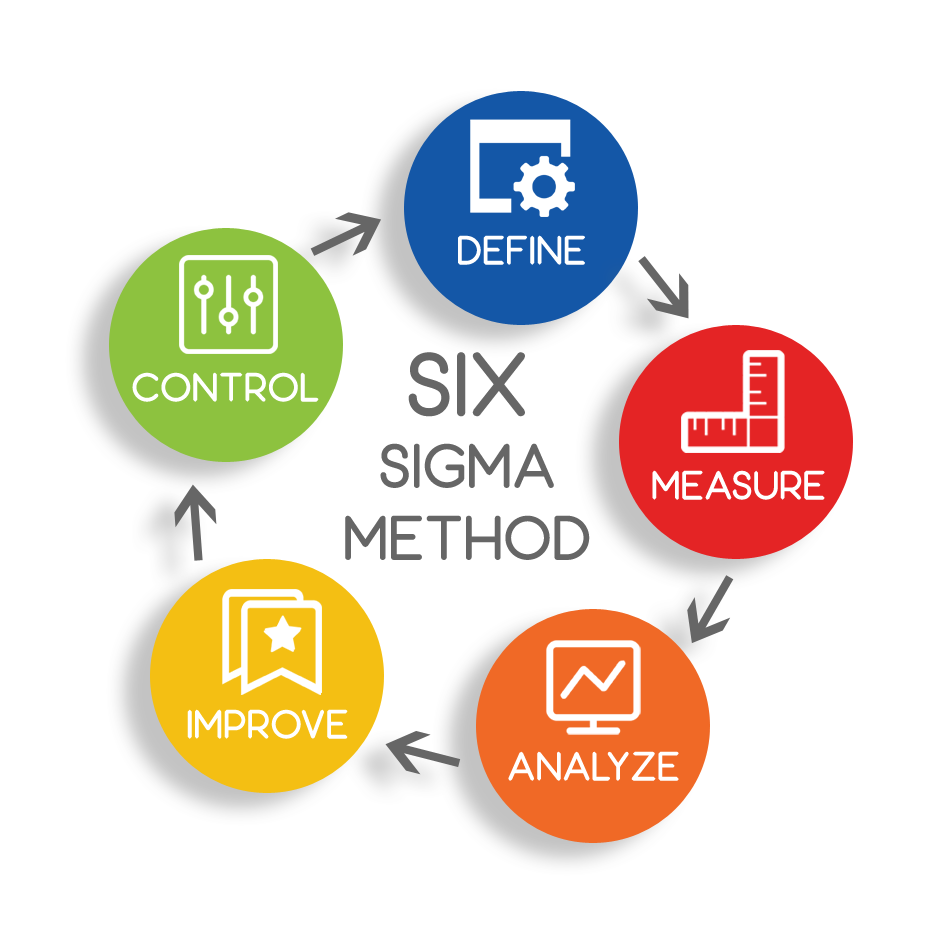 DEFINE
MEASURE
ANALYZE
IMPROVE
CONTROL
SIX
SIGMA
METHOD